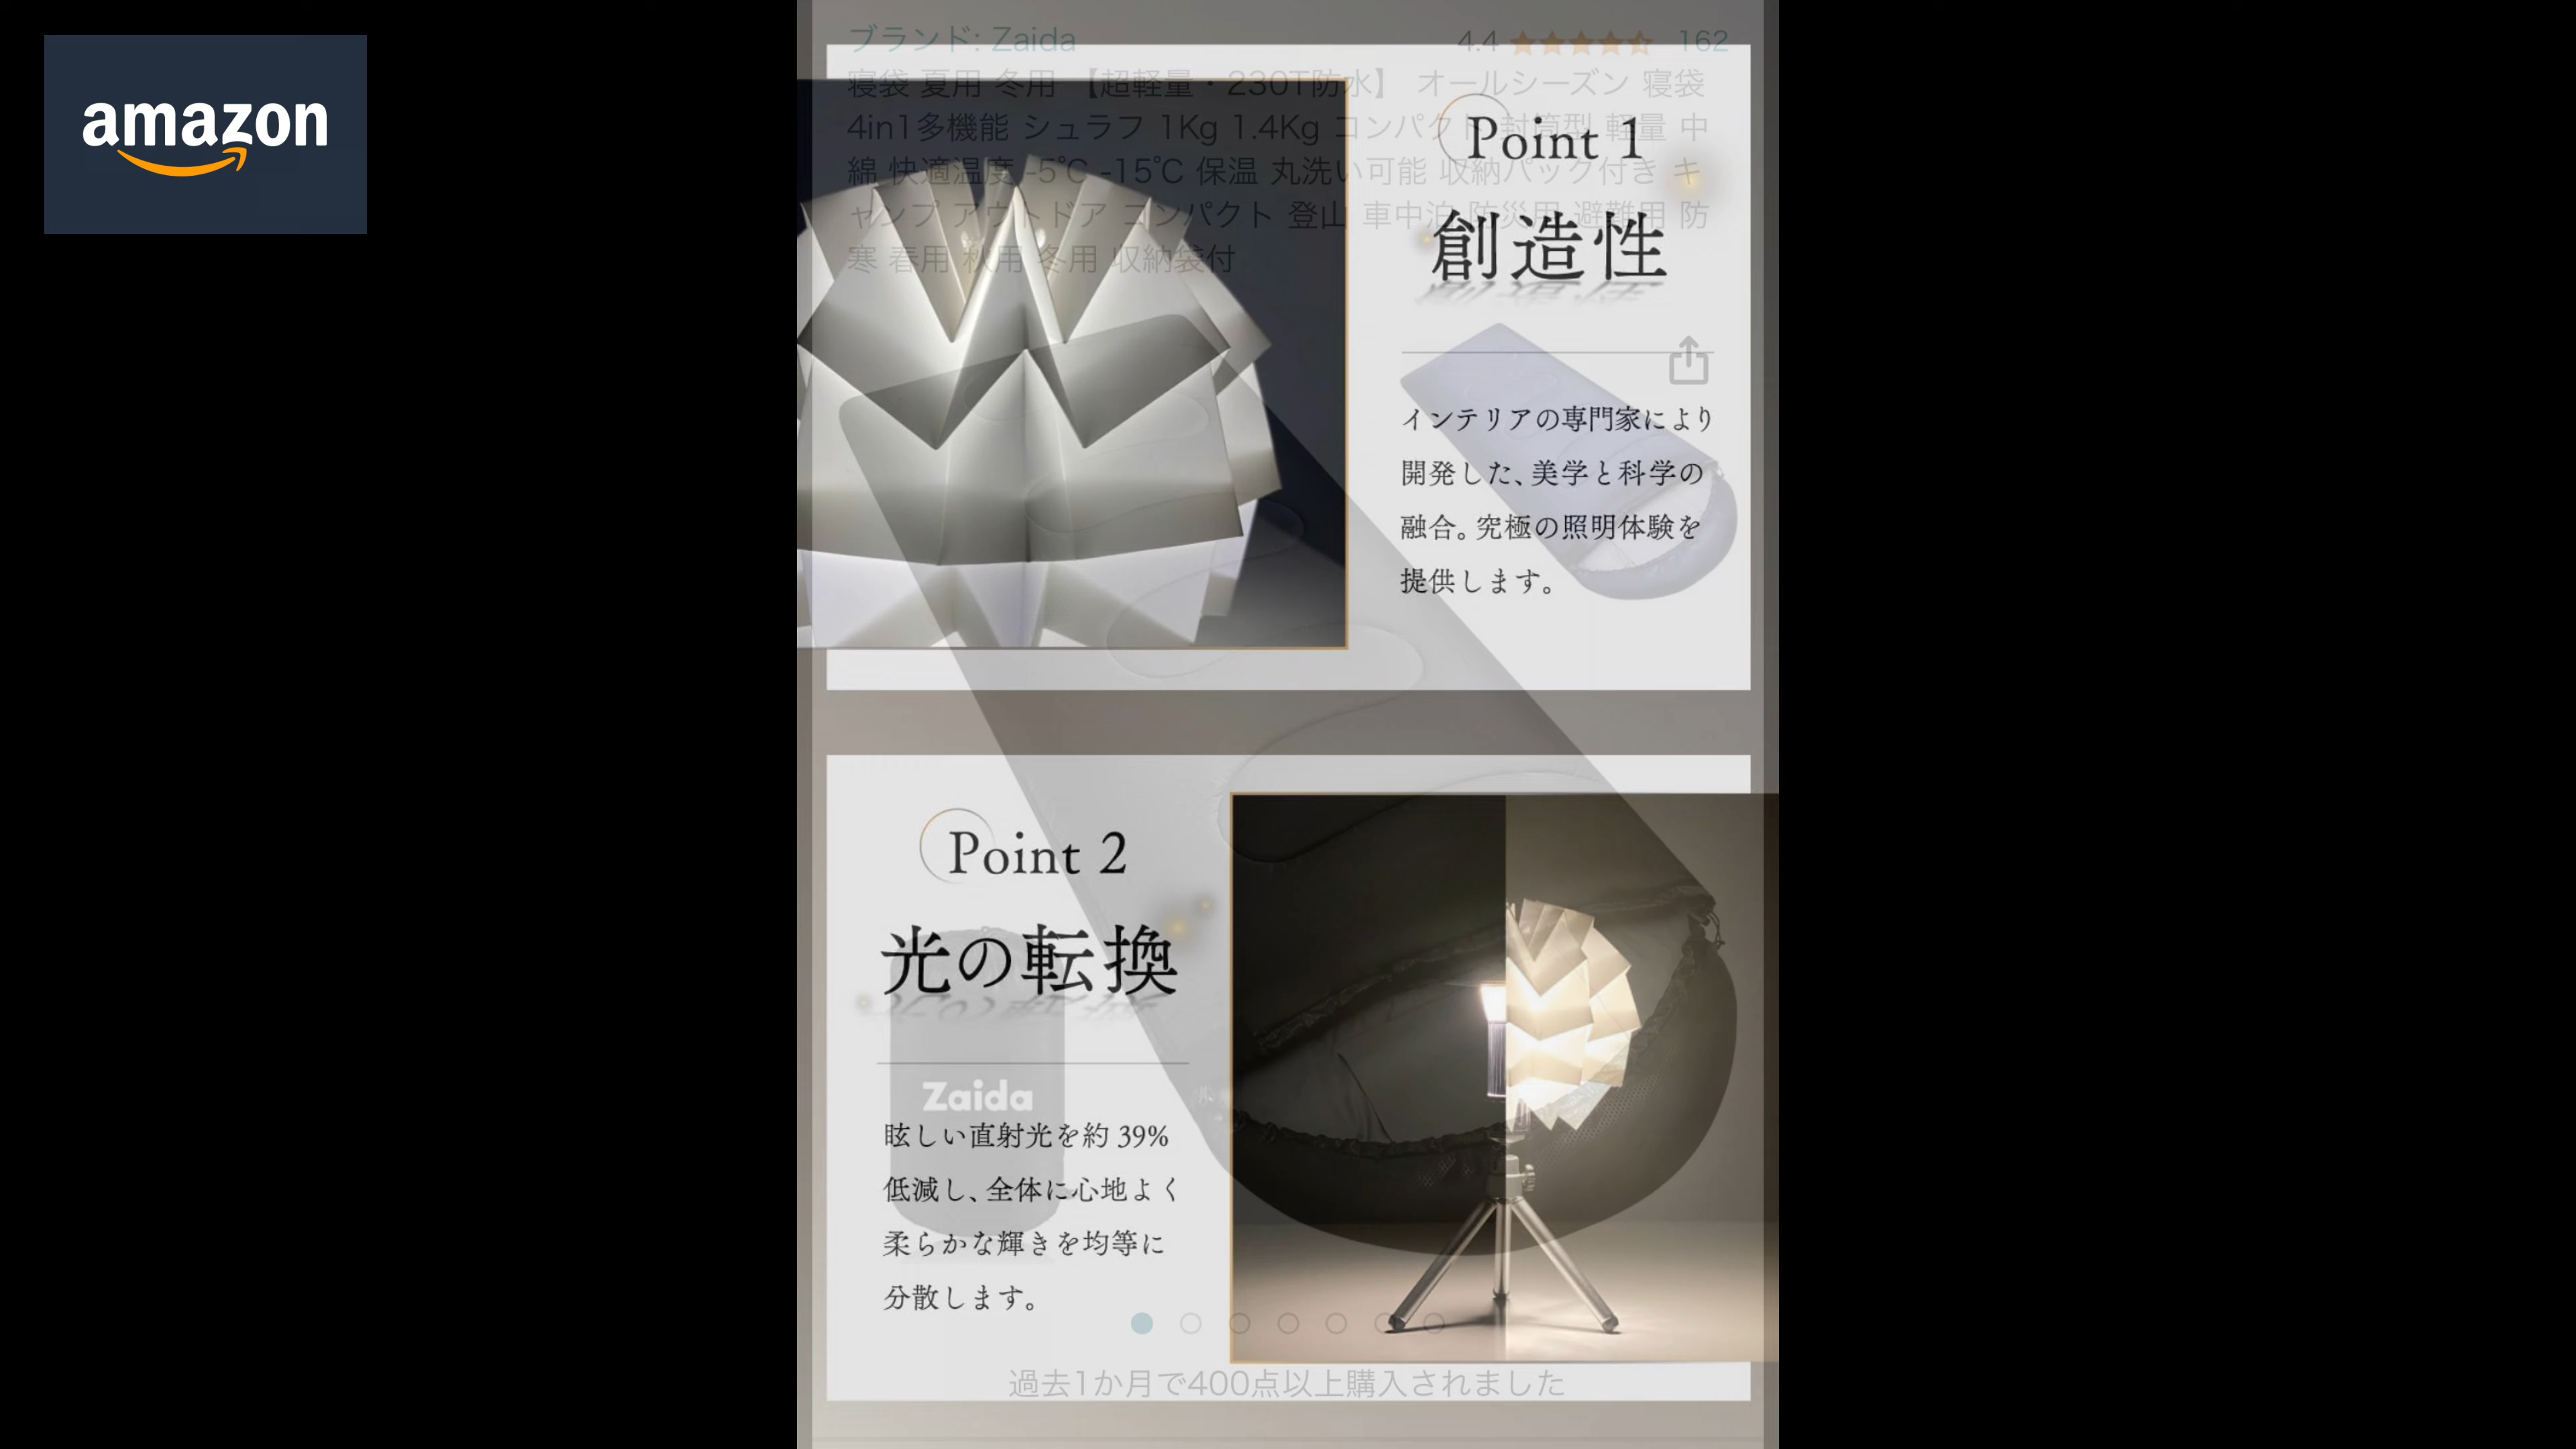 amazon
ブランド: Zaida
4.4
162
寝袋 夏用 冬用 【超軽量・230T防水】 オールシーズン 寝袋
4in1多機能 シュラフ 1Kg 1.4Kg コンパクト 封筒型 軽量 中
綿 快適温度 -5℃ -15℃ 保温 丸洗い可能 収納パック付き キ
ャンプ アウトドア コンパクト 登山 車中泊 防災用 避難用 防
寒 春用 秋用 冬用 収納袋付
Point 1
創造性
インテリアの専門家により
開発した、美学と科学の
融合。究極の照明体験を
提供します。
Point 2
光の転換
Zaida
眩しい直射光を約 39%
低減し、全体に心地よく
柔らかな輝きを均等に
分散します。
過去1か月で400点以上購入されました